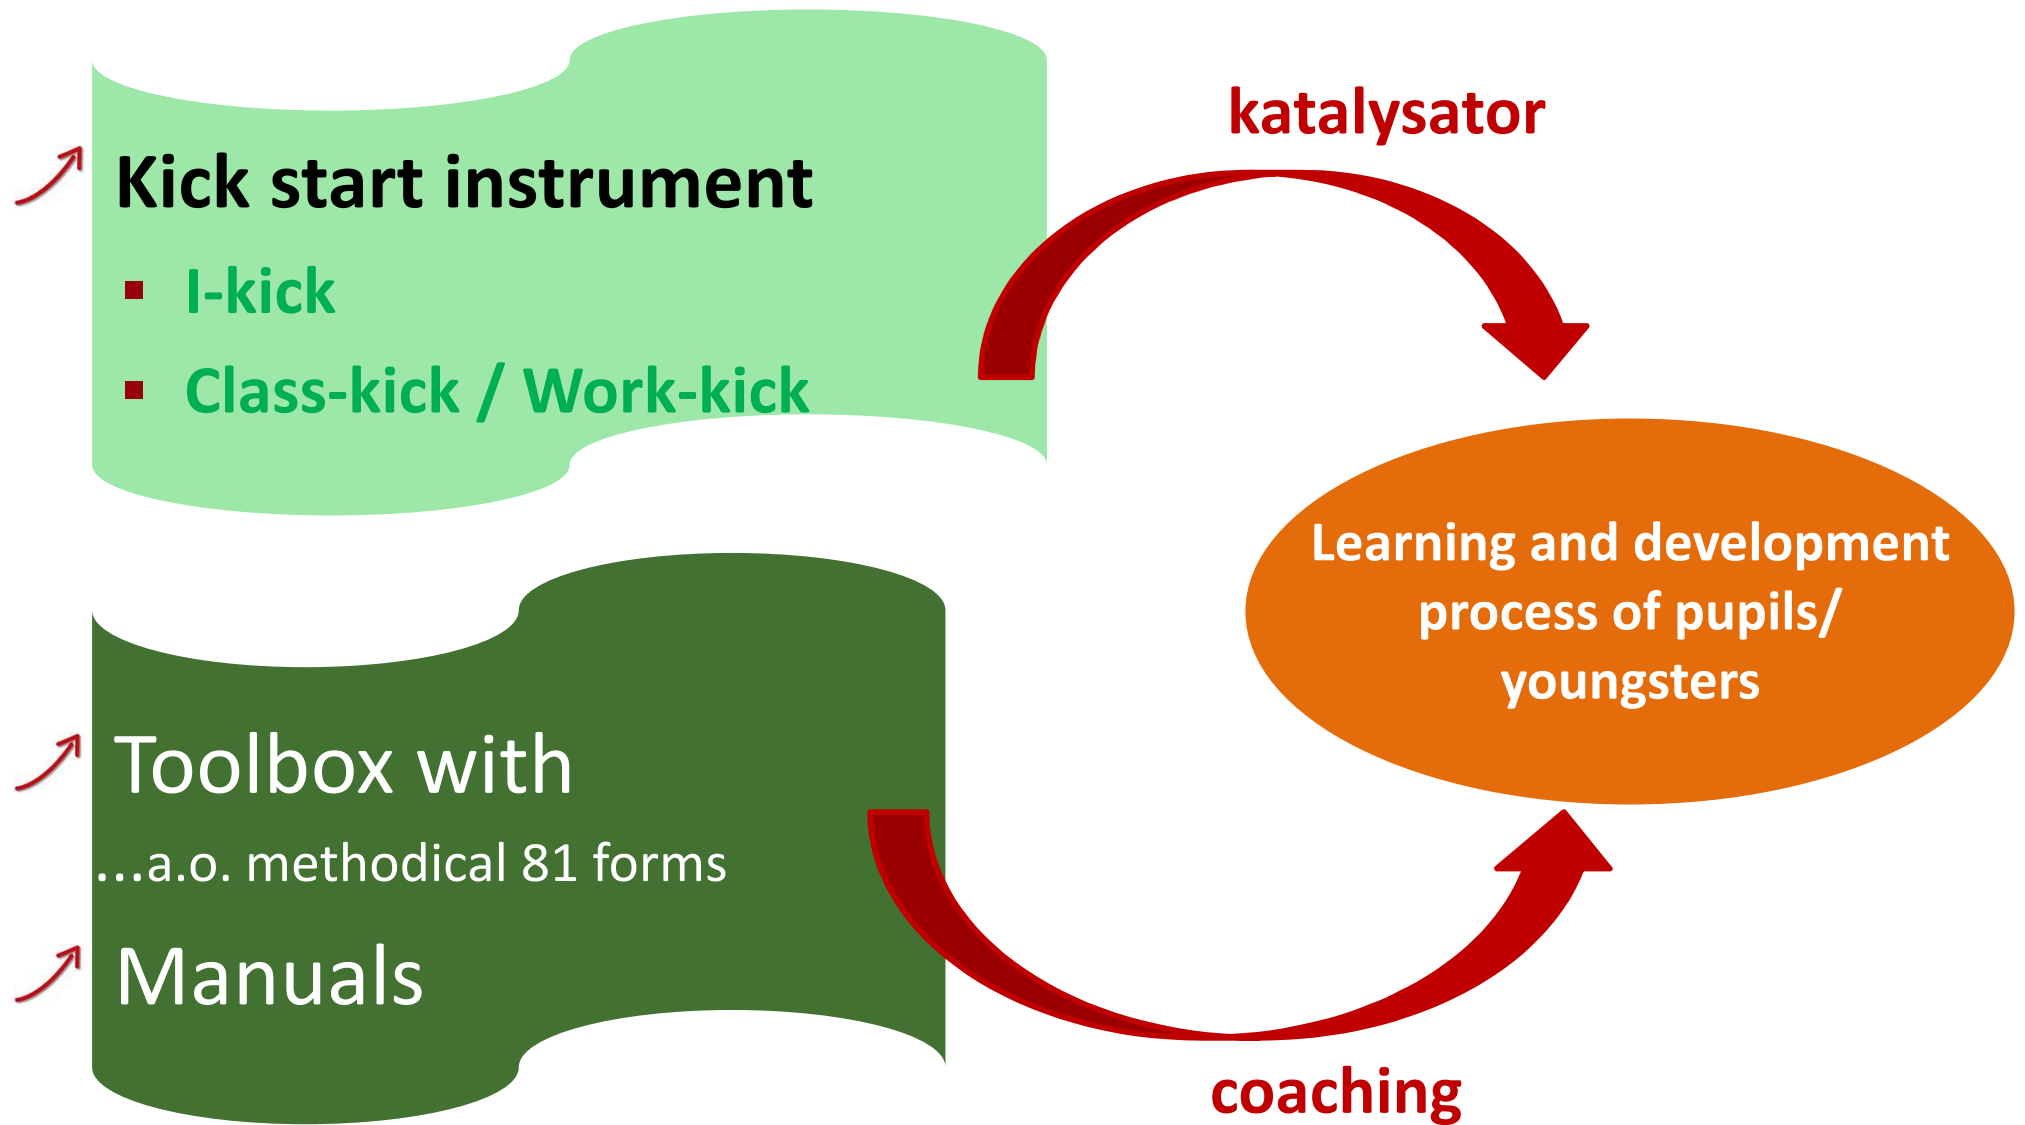 katalysator
Kick start instrument
I-kick
Class-kick / Work-kick
Learning and development
process of pupils/
youngsters
Toolbox with
...a.o. methodical 81 forms
Manuals
coaching